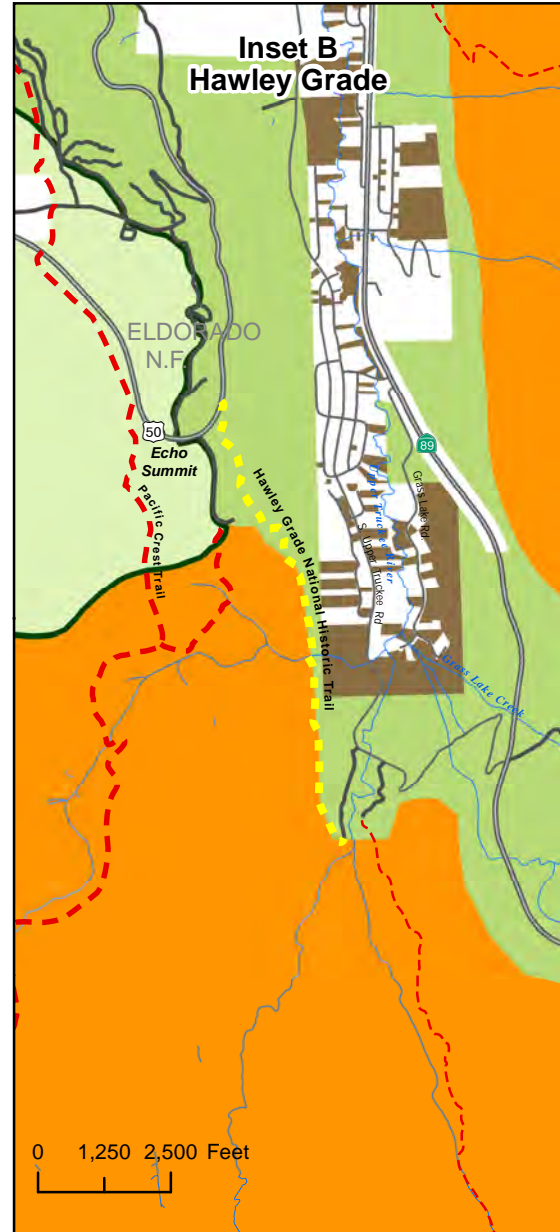 Inset B
Hawley Grade
ELDORADO
N.F.
50
Echo
Summit
89
Pacific Crest Trail
Hawley Grade National Historic Trail
Upper Truckee River
Grass Lake Rd
S. Upper Truckee Rd
Grass Lake Creek
0 1,250 2,500 Feet